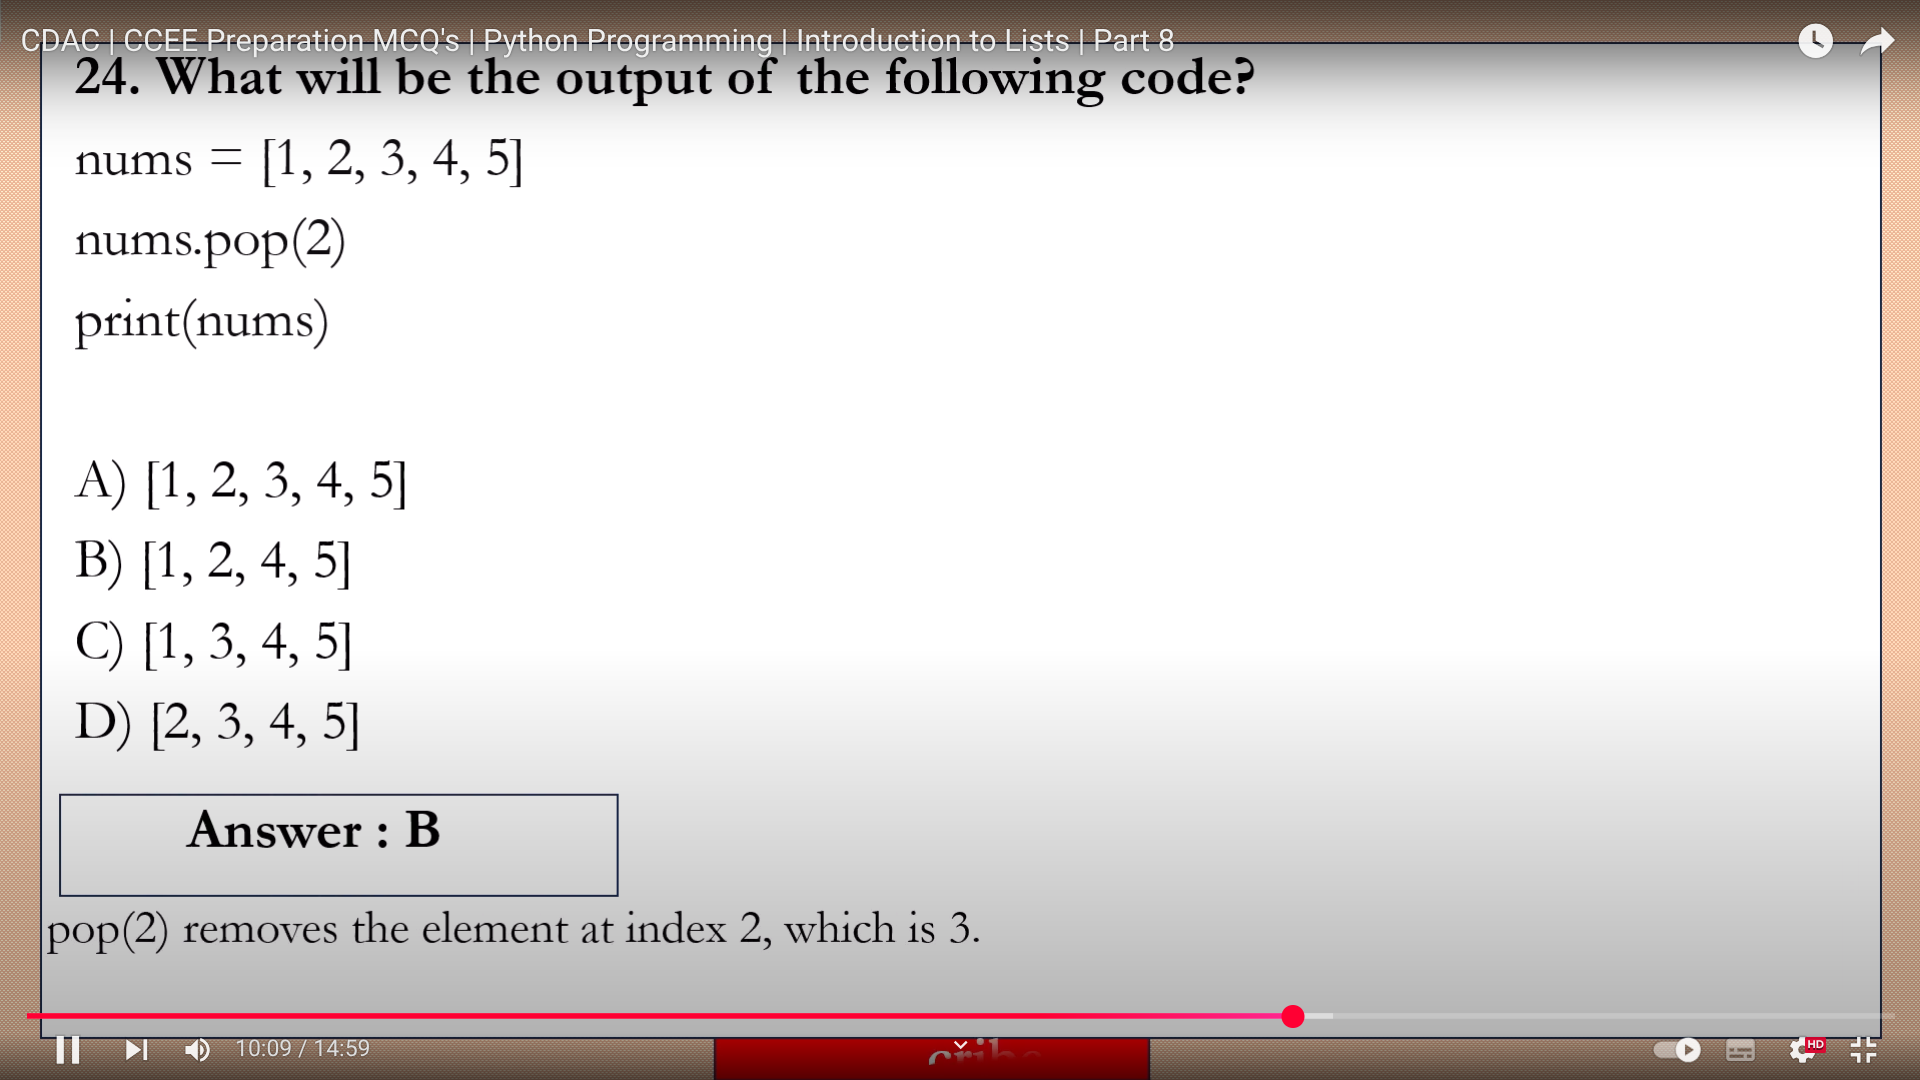 CDAC | CCEE Preparation MCQ's | Python Programming | Introduction to Lists | Part 8
24. What will be the output of the following code?
nums = [1, 2, 3, 4, 5]
nums.pop(2)
print(nums)
A) [1, 2, 3, 4, 5]
B) [1, 2, 4, 5]
C) [1, 3, 4, 5]
D) [2, 3, 4, 5]
Answer : B
pop(2) removes the element at index 2, which is 3.
10:09 / 14:59
HD